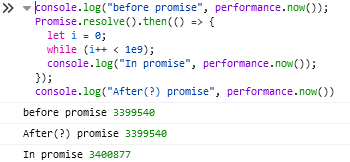 console.log("before promise", performance.now());
Promise.resolve().then(() => {
let i = 0;
while (i++ < 1e9);
console.log("In promise", performance.now());
});
console.log("After(?) promise", performance.now())
before promise 3399540
After(?) promise 3399540
In promise 3400877